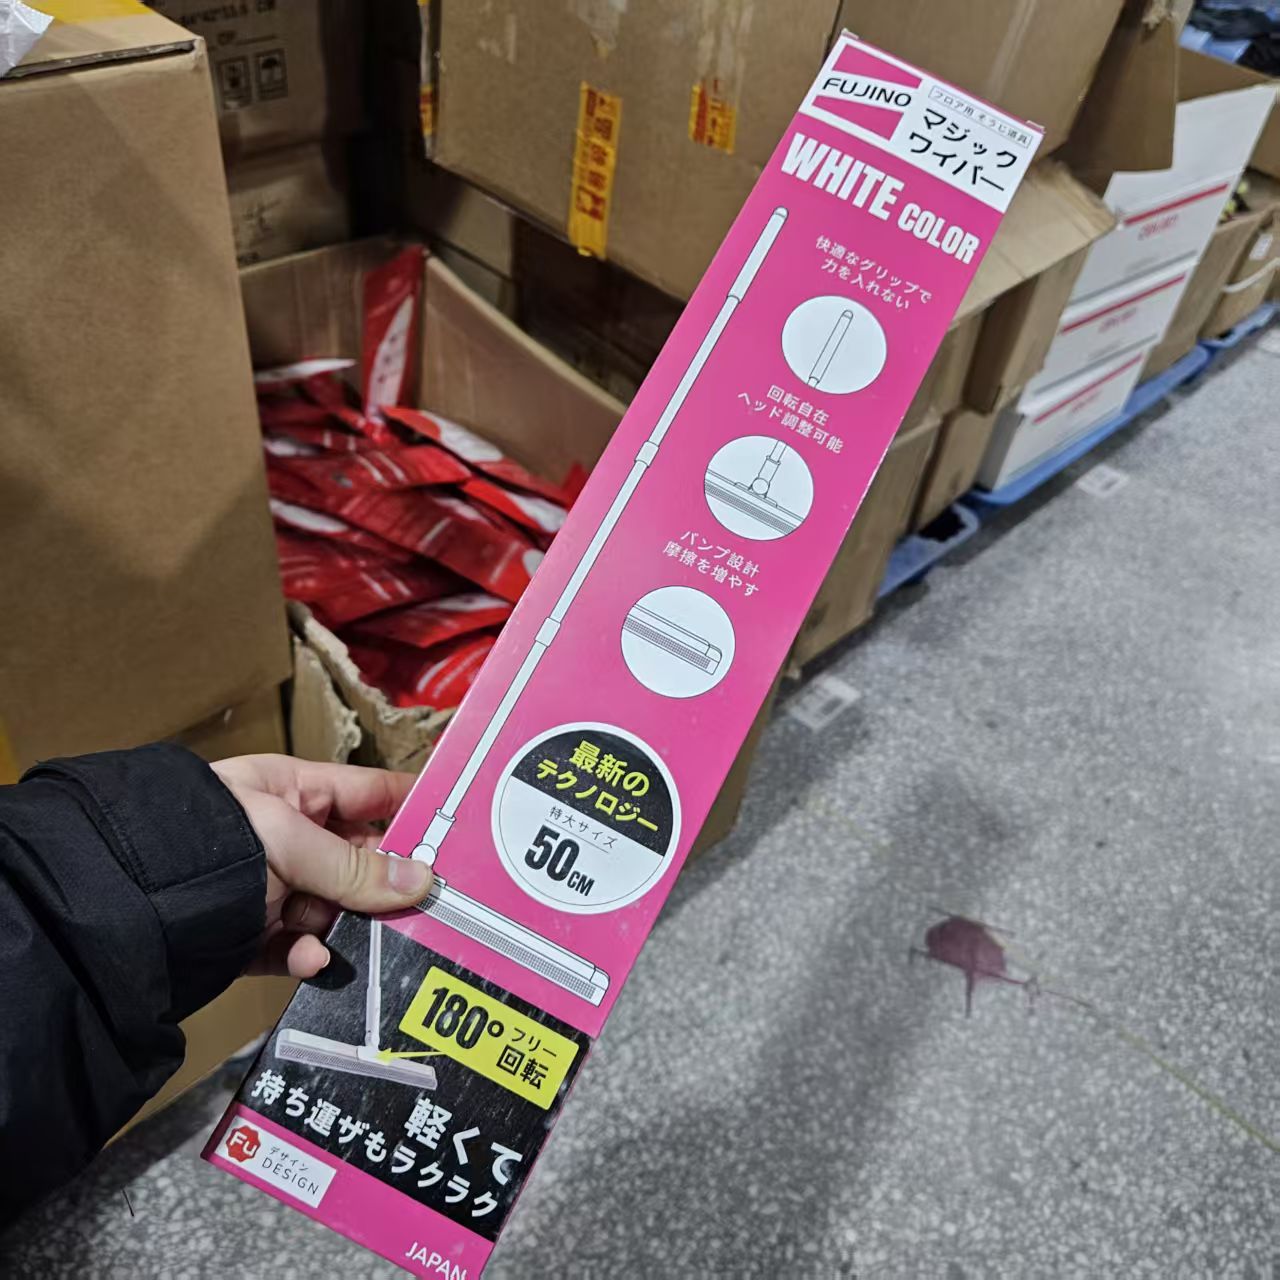 FUJINO
フロア用 そうじ道具
マジック
ワイパー
WHITE COLOR
快適なグリップで
力を入れない
回転自在
ヘッド調整可能
バンプ設計
摩擦を増やす
最新の
テクノロジー
特大サイズ
50CM
180°フリー
回転
軽くて
持ち運ザもラクラク
Fu
デザイン
DESIGN
JAPAN